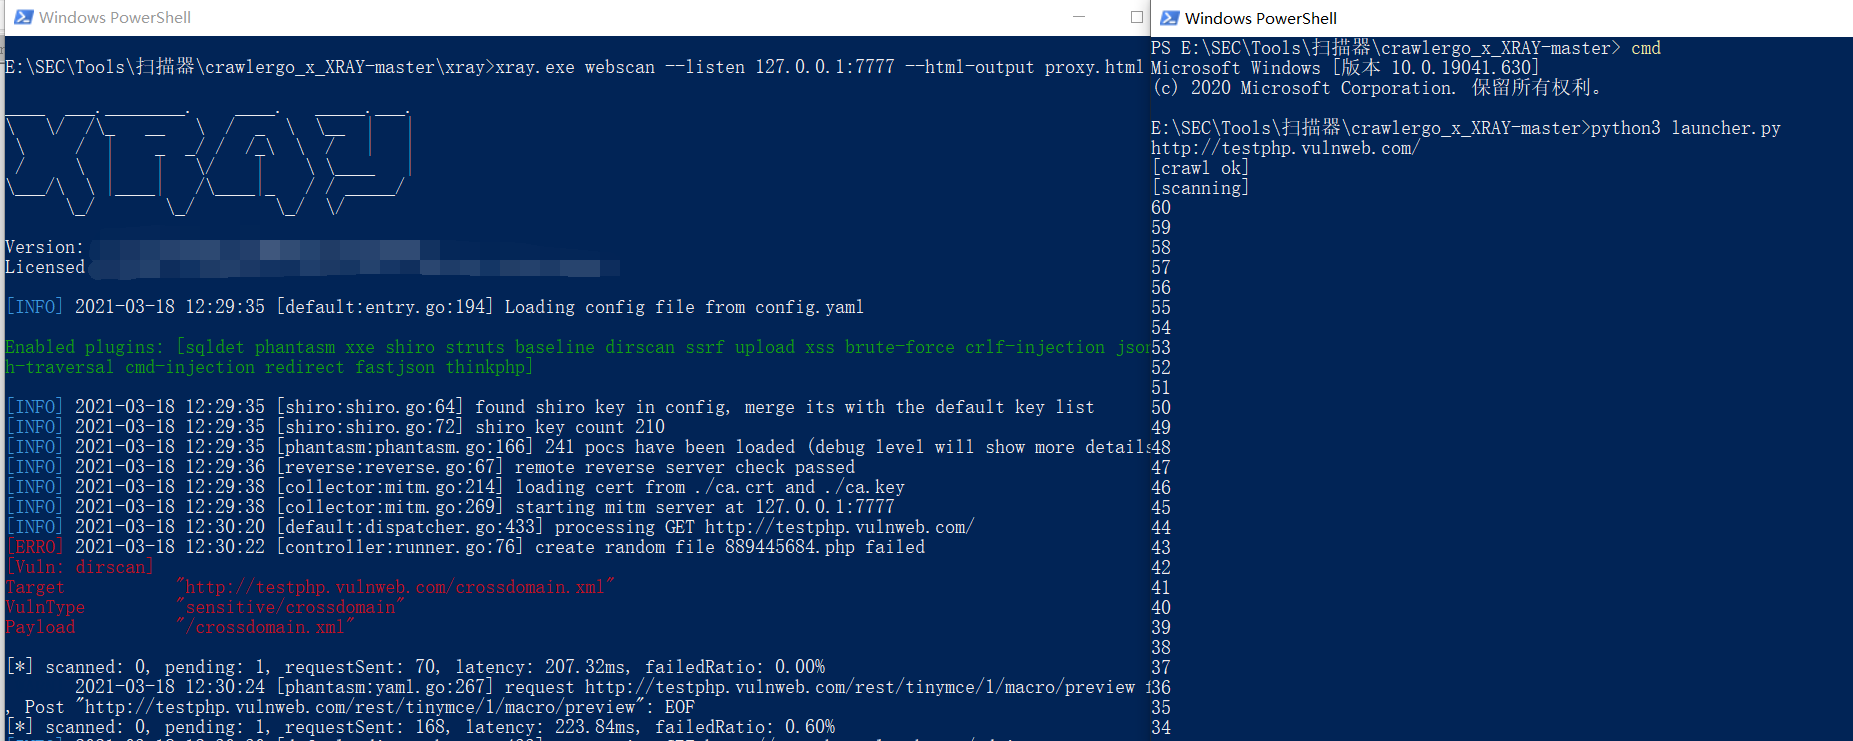 Windows PowerShell
E:\SEC\Tools\扫描器\crawlergo_x_XRAY-master\xray>xray.exe webscan --listen 127.0.0.1:7777 --html-output proxy.html
XRAY
Version:
Licensed
[INFO] 2021-03-18 12:29:35 [default:entry.go:194] Loading config file from config.yaml
Enabled plugins: [sqldet phantasm xxe shiro struts baseline dirscan ssrf upload xss brute-force crlf-injection json
h-traversal cmd-injection redirect fastjson thinkphp]
[INFO] 2021-03-18 12:29:35 [shiro:shiro.go:64] found shiro key in config, merge its with the default key list
[INFO] 2021-03-18 12:29:35 [shiro:shiro.go:72] shiro key count 210
[INFO] 2021-03-18 12:29:35 [phantasm:phantasm.go:166] 241 pocs have been loaded (debug level will show more details
[INFO] 2021-03-18 12:29:36 [reverse:reverse.go:67] remote reverse server check passed
[INFO] 2021-03-18 12:29:38 [collector:mitm.go:214] loading cert from ./ca.crt and ./ca.key
[INFO] 2021-03-18 12:29:38 [collector:mitm.go:269] starting mitm server at 127.0.0.1:7777
[INFO] 2021-03-18 12:30:20 [default:dispatcher.go:433] processing GET http://testphp.vulnweb.com/
[ERRO] 2021-03-18 12:30:22 [controller:runner.go:76] create random file 889445684.php failed
[Vuln: dirscan]
Target "http://testphp.vulnweb.com/crossdomain.xml"
VulnType "sensitive/crossdomain"
Payload "/crossdomain.xml"
[*] scanned: 0, pending: 1, requestSent: 70, latency: 207.32ms, failedRatio: 0.00%
2021-03-18 12:30:24 [phantasm:yaml.go:267] request http://testphp.vulnweb.com/rest/tinymce/1/macro/preview
, Post "http://testphp.vulnweb.com/rest/tinymce/1/macro/preview": EOF
[*] scanned: 0, pending: 1, requestSent: 168, latency: 223.84ms, failedRatio: 0.60%
Windows PowerShell
PS E:\SEC\Tools\扫描器\crawlergo_x_XRAY-master> cmd
Microsoft Windows [版本 10.0.19041.630]
(c) 2020 Microsoft Corporation. 保留所有权利。
E:\SEC\Tools\扫描器\crawlergo_x_XRAY-master>python3 launcher.py
http://testphp.vulnweb.com/
[crawl ok]
[scanning]
60
59
58
57
56
55
54
53
52
51
50
49
48
47
46
45
44
43
42
41
40
39
38
37
36
35
34